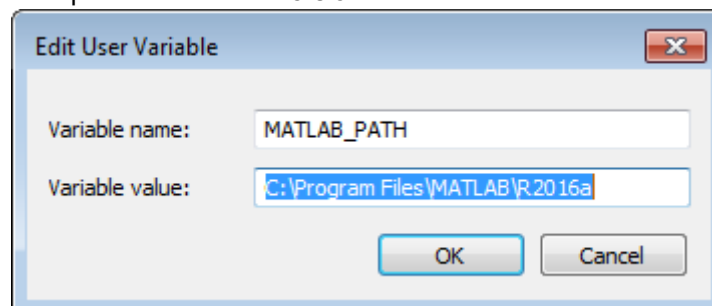 Edit User Variable
Variable name: MATLAB_PATH
Variable value: C:\Program Files\MATLAB\R2016a
OK Cancel